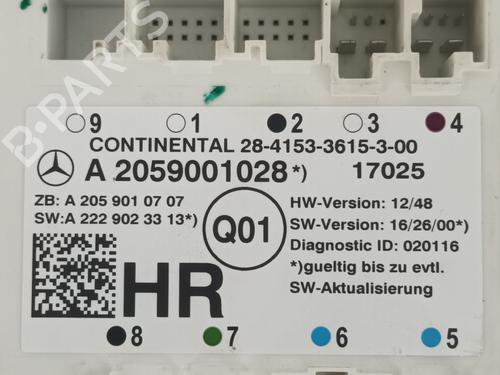 B-PARTS
9 1 2 3 4
CONTINENTAL 28-4153-3615-3-00
A 2059001028*) 17025
ZB: A 205 901 07 07
SW:A 222 902 33 13*)
Q01
HW-Version: 12/48
SW-Version: 16/26/00*)
Diagnostic ID: 020116
*)gueltig bis zu evtl.
SW-Aktualisierung
HR
8 7 6 5